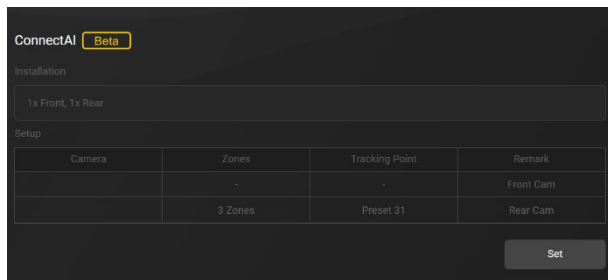 ConnectAI Beta
Installation
1x Front, 1x Rear
Setup
Camera Zones Tracking Point Remark
- - Front Cam
3 Zones Preset 31 Rear Cam
Set